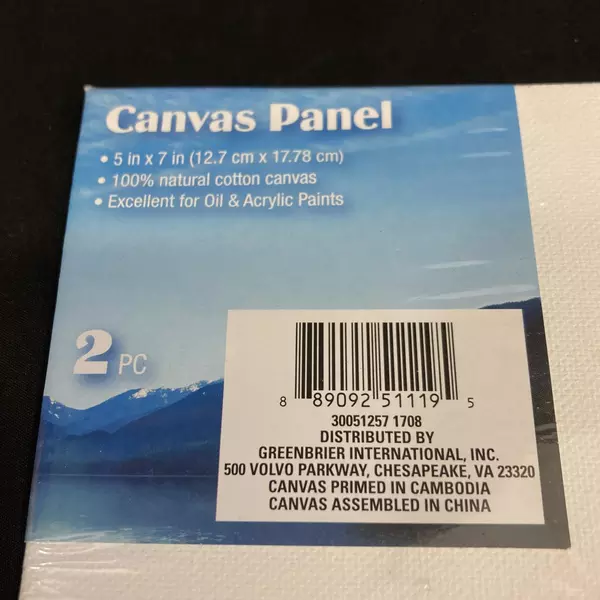 Canvas Panel
• 5 in x 7 in (12.7 cm x 17.78 cm)
• 100% natural cotton canvas
• Excellent for Oil & Acrylic Paints
2 PC
8 89092 51119 5
30051257 1708
DISTRIBUTED BY
GREENBRIER INTERNATIONAL, INC.
500 VOLVO PARKWAY, CHESAPEAKE, VA 23320
CANVAS PRIMED IN CAMBODIA
CANVAS ASSEMBLED IN CHINA